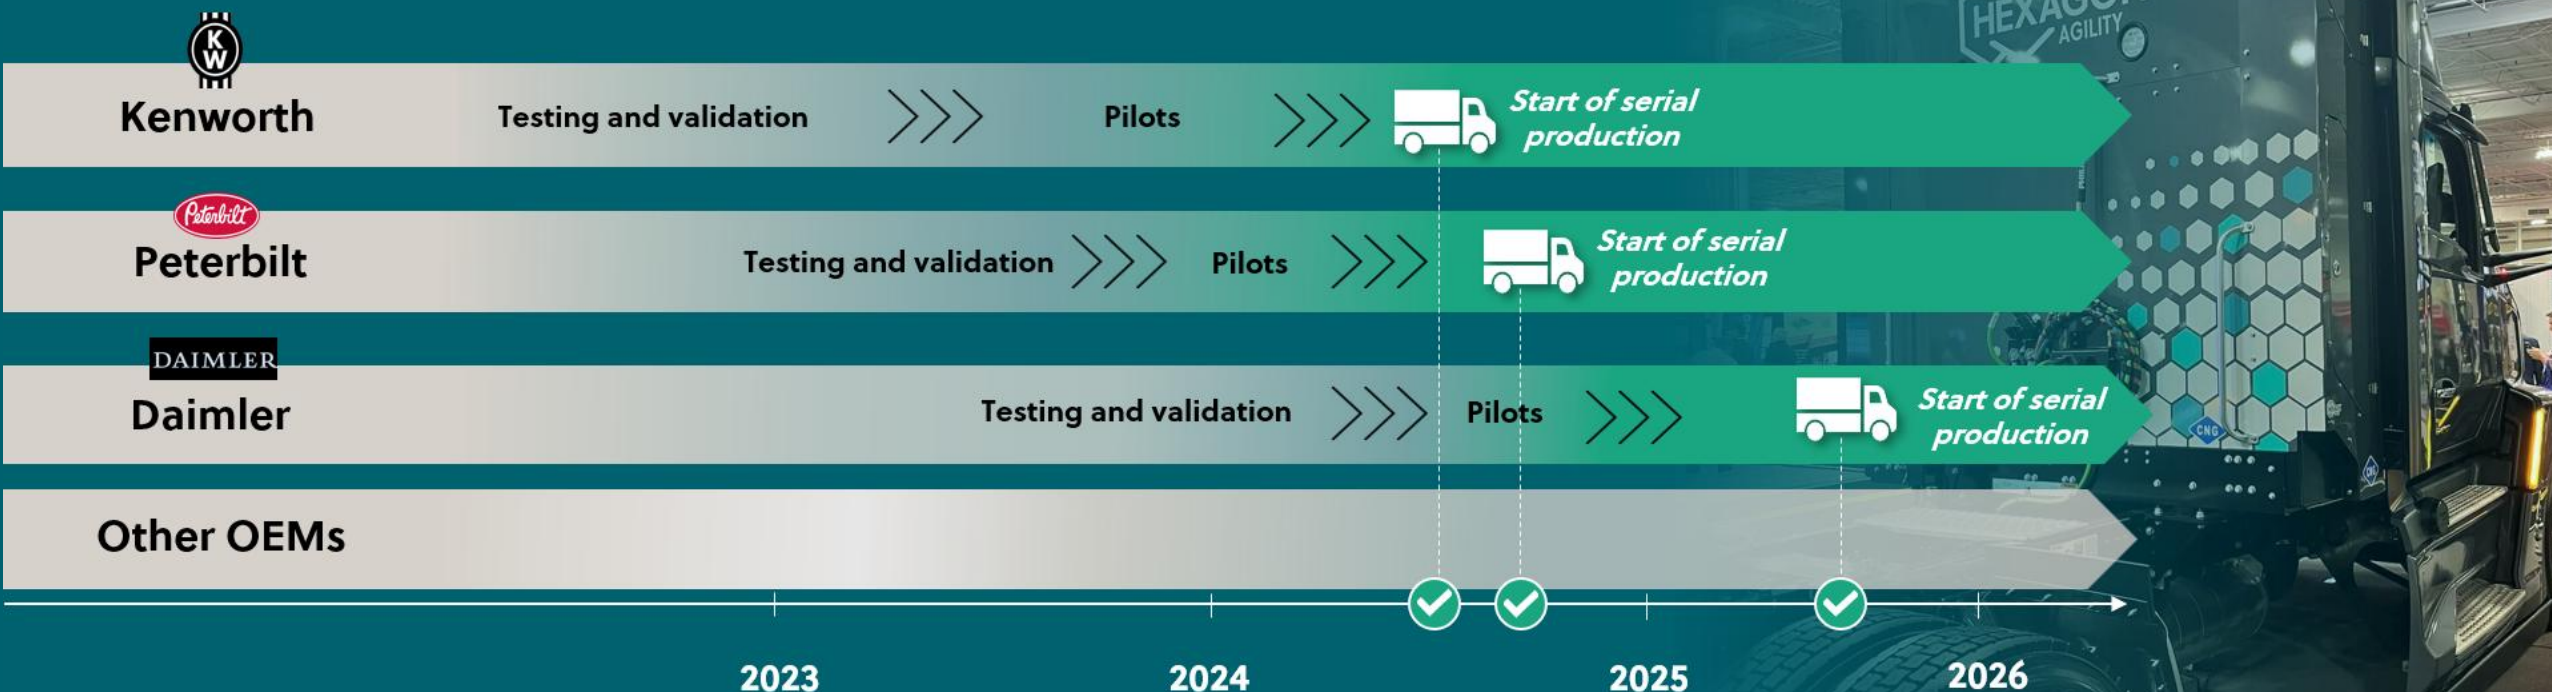 HEXAGON
AGILITY
KW
Kenworth
Testing and validation
Pilots
Start of serial
production
Peterbilt
Peterbilt
Testing and validation
Pilots
Start of serial
production
DAIMLER
Daimler
Testing and validation
Pilots
Start of serial
production
CNG
Other OEMs
2023
2024
2025
2026